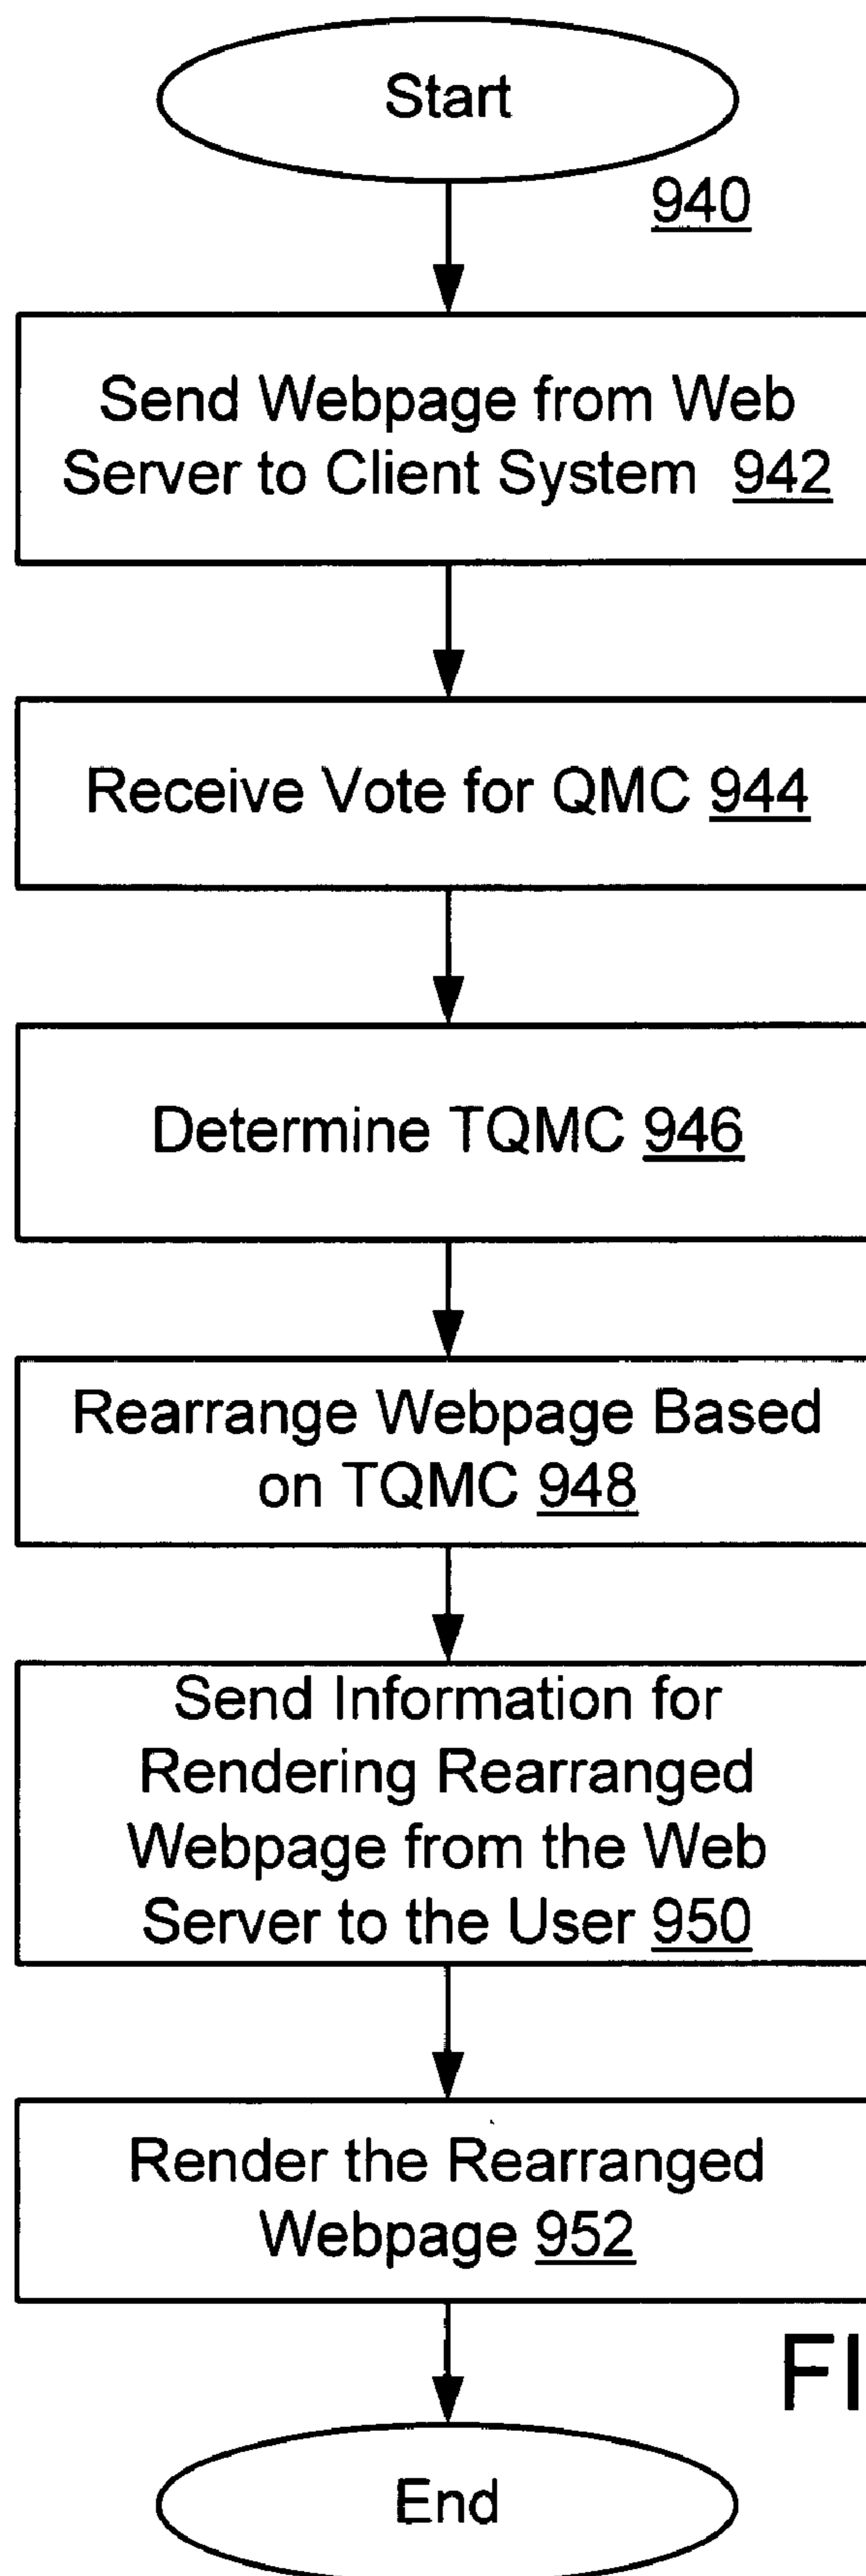 Start
940
Send Webpage from Web
Server to Client System 942
Receive Vote for QMC 944
Determine TQMC 946
Rearrange Webpage Based
on TQMC 948
Send Information for
Rendering Rearranged
Webpage from the Web
Server to the User 950
Render the Rearranged
Webpage 952
FI
End